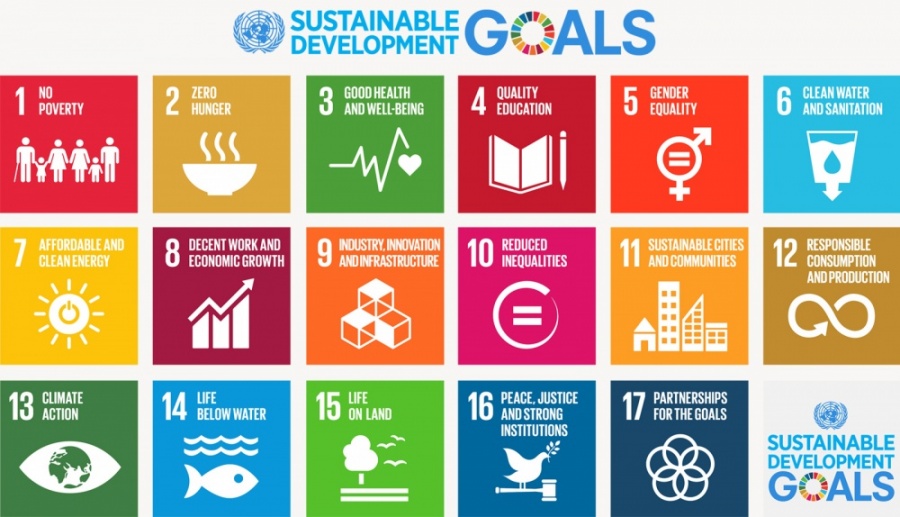 SUSTAINABLE
DEVELOPMENT
GOALS
1 NO
POVERTY
2 ZERO
HUNGER
3 GOOD HEALTH
AND WELL-BEING
4 QUALITY
EDUCATION
5 GENDER
EQUALITY
6 CLEAN WATER
AND SANITATION
7 AFFORDABLE AND
CLEAN ENERGY
8 DECENT WORK AND
ECONOMIC GROWTH
9 INDUSTRY, INNOVATION
AND INFRASTRUCTURE
10 REDUCED
INEQUALITIES
11 SUSTAINABLE CITIES
AND COMMUNITIES
12 RESPONSIBLE
CONSUMPTION
AND PRODUCTION
13 CLIMATE
ACTION
14 LIFE
BELOW WATER
15 LIFE
ON LAND
16 PEACE, JUSTICE
AND STRONG
INSTITUTIONS
17 PARTNERSHIPS
FOR THE GOALS
SUSTAINABLE
DEVELOPMENT
GOALS